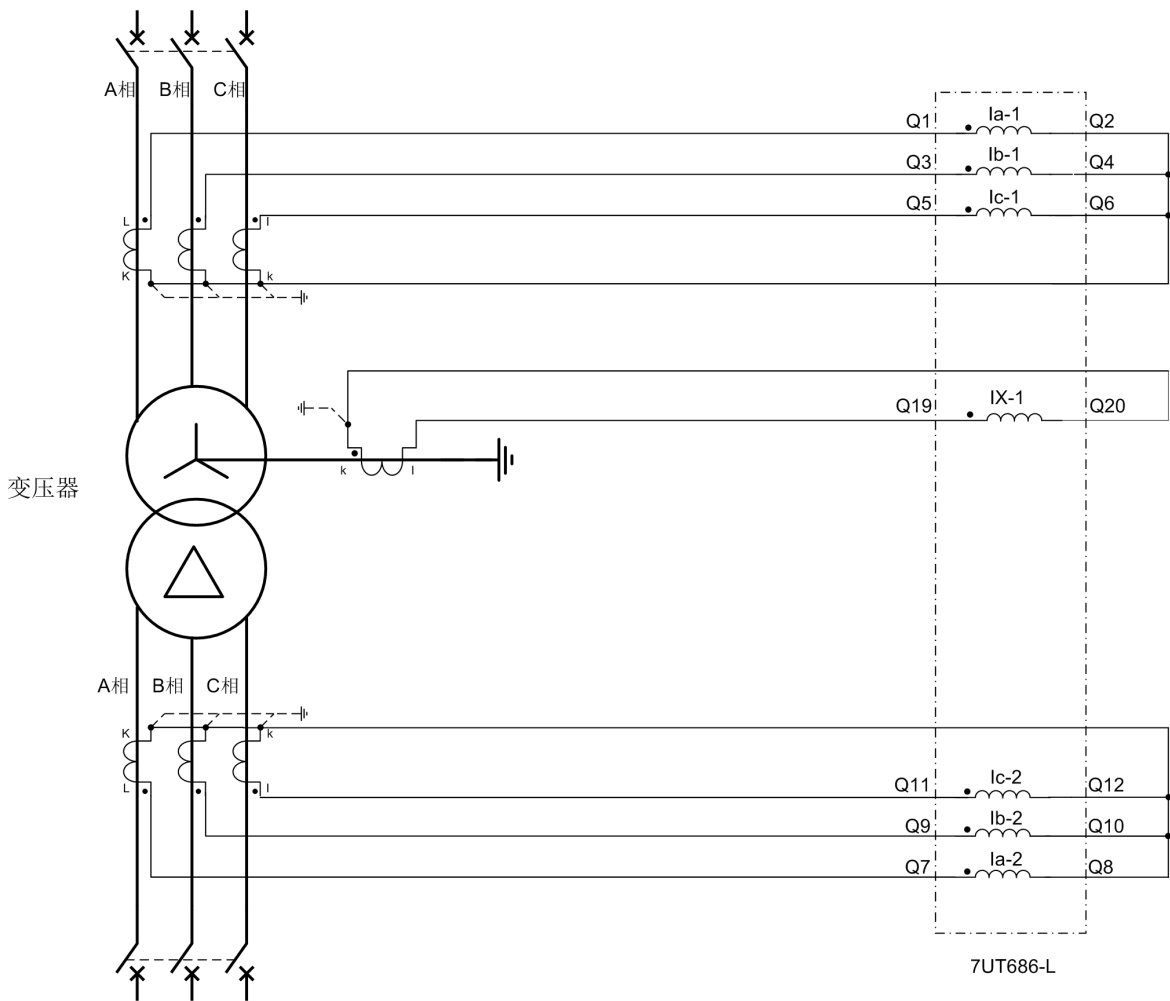 A相 B相 C相
Ia-1
Q1 Q2
Ib-1
Q3 Q4
Ic-1
Q5 Q6
L l
K k
IX-1
Q19 Q20
k l
变压器
A相 B相 C相
K k
L l
Ic-2
Q11 Q12
Ib-2
Q9 Q10
Ia-2
Q7 Q8
7UT686-L